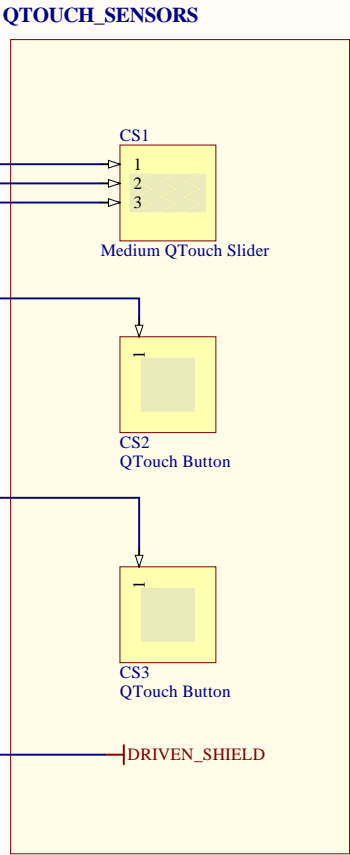 QTOUCH_SENSORS
CS1
1
2
3
Medium QTouch Slider
1
CS2
QTouch Button
1
CS3
QTouch Button
DRIVEN_SHIELD